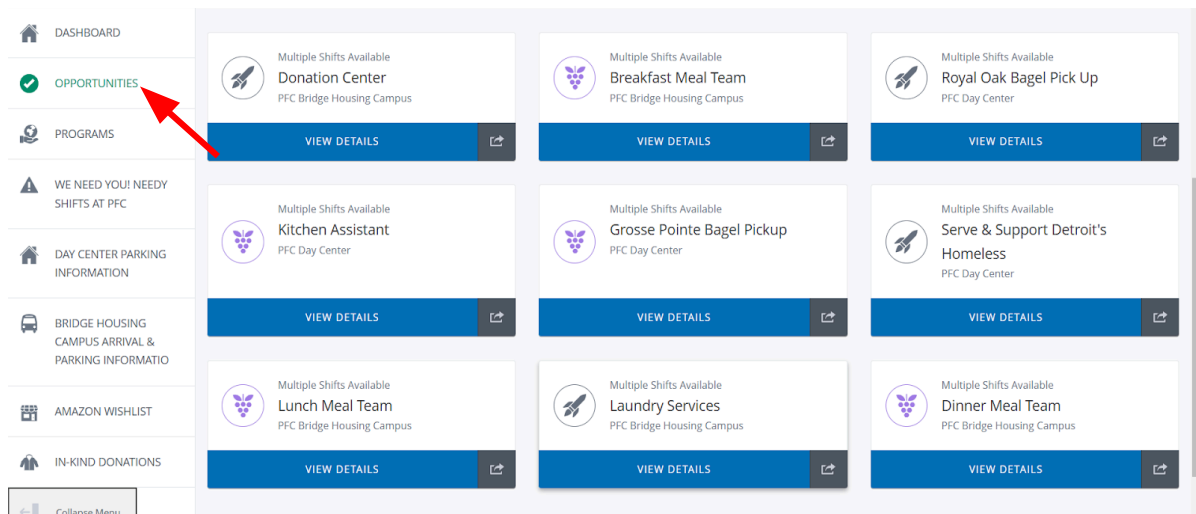 DASHBOARD
OPPORTUNITIES
PROGRAMS
WE NEED YOU! NEEDY
SHIFTS AT PFC
DAY CENTER PARKING
INFORMATION
BRIDGE HOUSING
CAMPUS ARRIVAL &
PARKING INFORMATIO
AMAZON WISHLIST
IN-KIND DONATIONS
Collapse Menu
Multiple Shifts Available
Donation Center
PFC Bridge Housing Campus
VIEW DETAILS
Multiple Shifts Available
Breakfast Meal Team
PFC Bridge Housing Campus
VIEW DETAILS
Multiple Shifts Available
Royal Oak Bagel Pick Up
PFC Day Center
VIEW DETAILS
Multiple Shifts Available
Kitchen Assistant
PFC Day Center
VIEW DETAILS
Multiple Shifts Available
Grosse Pointe Bagel Pickup
PFC Day Center
VIEW DETAILS
Multiple Shifts Available
Serve & Support Detroit's
Homeless
PFC Day Center
VIEW DETAILS
Multiple Shifts Available
Lunch Meal Team
PFC Bridge Housing Campus
VIEW DETAILS
Multiple Shifts Available
Laundry Services
PFC Bridge Housing Campus
VIEW DETAILS
Multiple Shifts Available
Dinner Meal Team
PFC Bridge Housing Campus
VIEW DETAILS